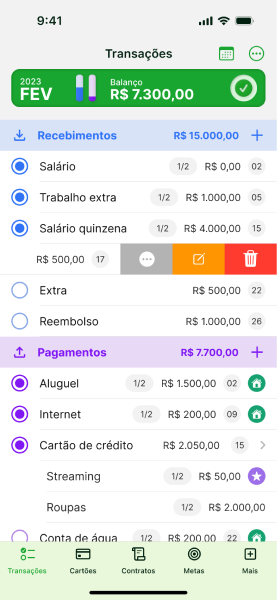 9:41
Transações
2023
FEV
Balanço
R$ 7.300,00
Recebimentos R$ 15.000,00
Salário 1/2 R$ 0,00 02
Trabalho extra 1/2 R$ 1.000,00 05
Salário quinzena 1/2 R$ 4.000,00 15
R$ 500,00 17
Extra R$ 500,00 22
Reembolso R$ 1.000,00 26
Pagamentos R$ 7.700,00
Aluguel 1/2 R$ 1.500,00 02
Internet 1/2 R$ 200,00 09
Cartão de crédito R$ 2.050,00 15
Streaming 1/2 R$ 50,00
Roupas 1/2 R$ 2.000,00
Conta de água 1/2 R$ 200,00 22
Transações Cartões Contratos Metas Mais